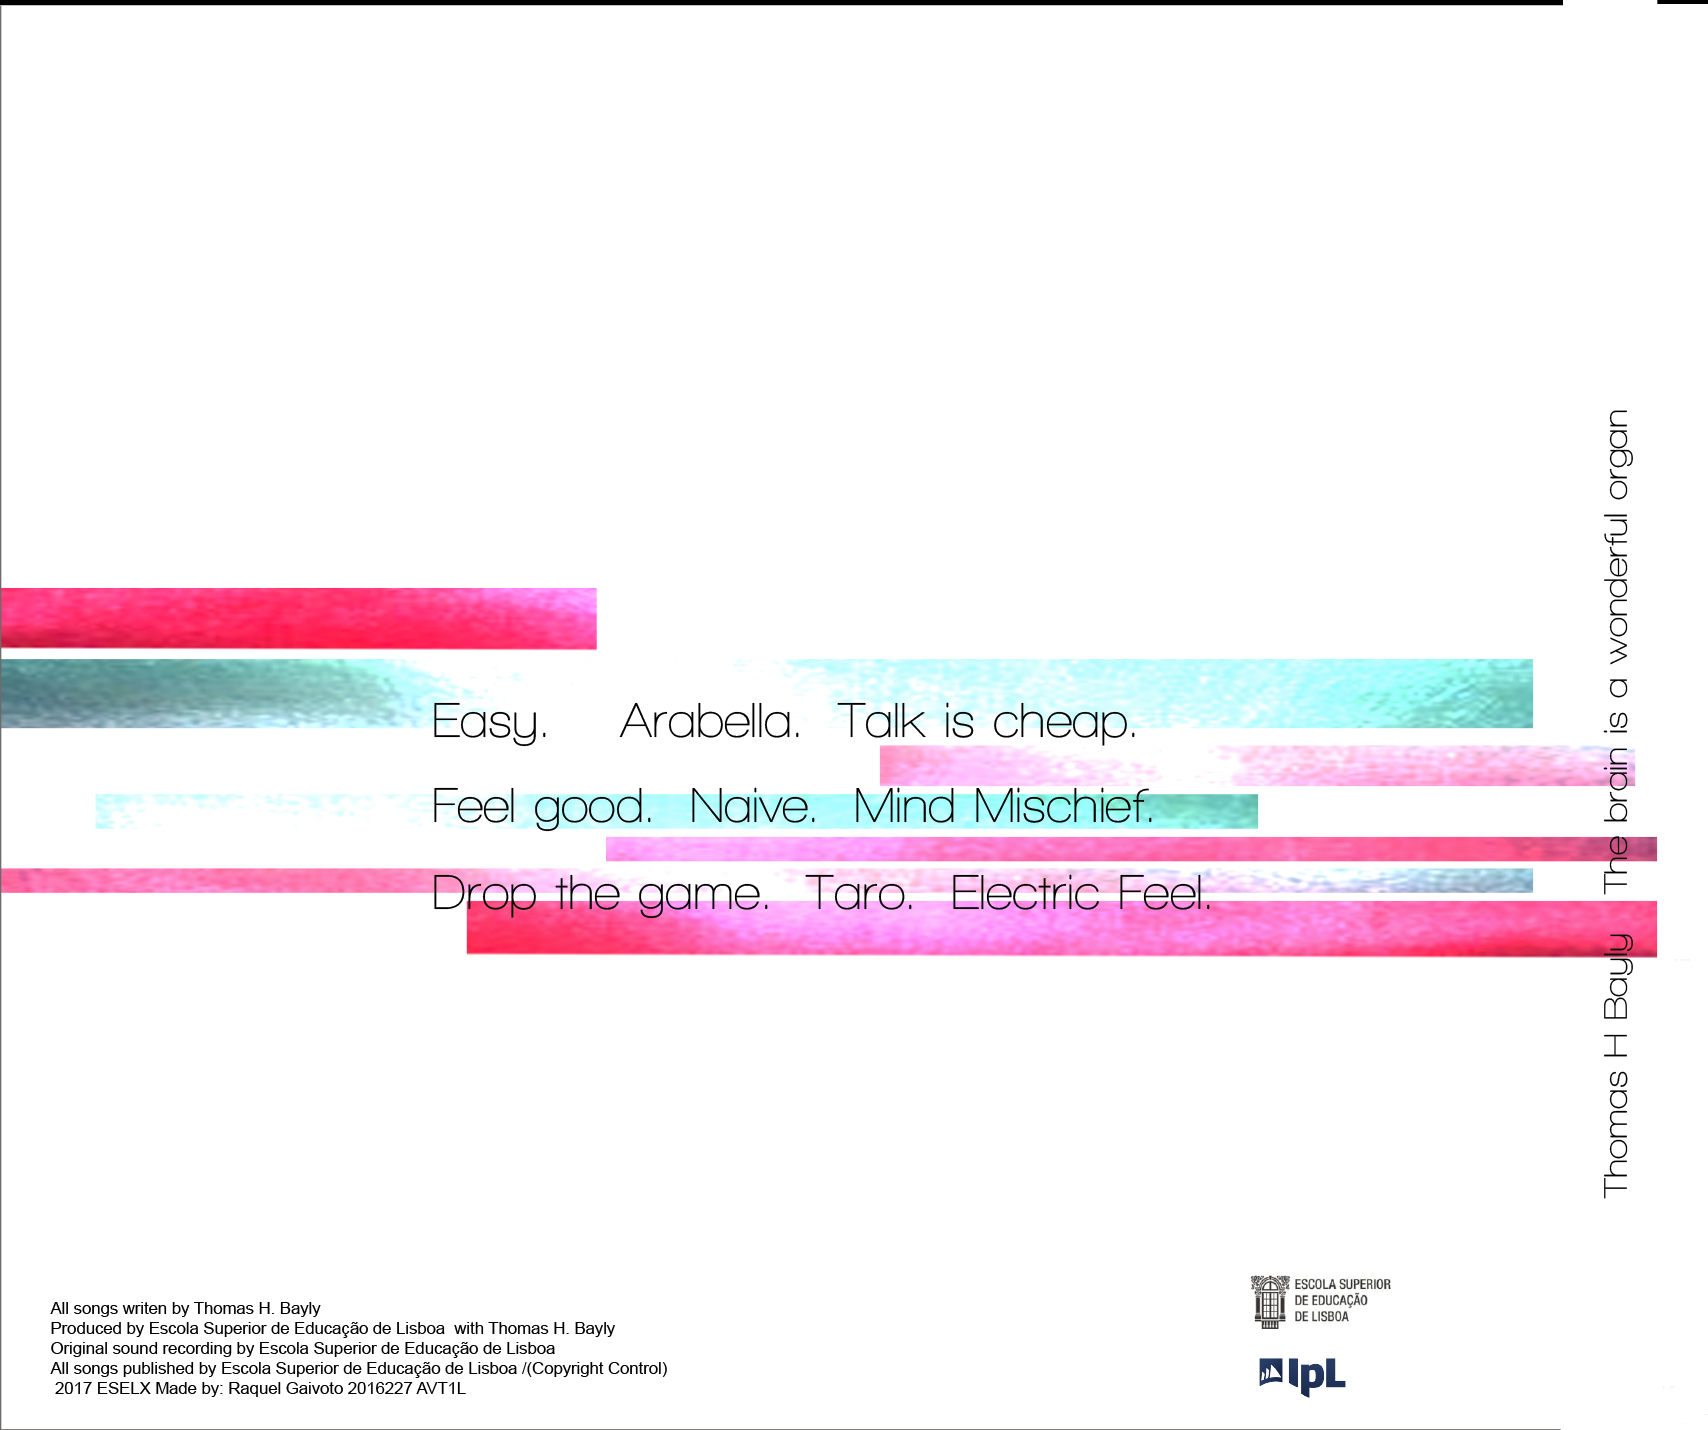 Easy. Arabella. Talk is cheap.
Feel good. Naive. Mind Mischief.
Drop the game. Taro. Electric Feel.
Thomas H Bayly The brain is a wonderful organ
All songs writen by Thomas H. Bayly
Produced by Escola Superior de Educação de Lisboa with Thomas H. Bayly
Original sound recording by Escola Superior de Educação de Lisboa
All songs published by Escola Superior de Educação de Lisboa /(Copyright Control)
2017 ESELX Made by: Raquel Gaivoto 2016227 AVT1L
ESCOLA SUPERIOR
DE EDUCAÇÃO
DE LISBOA
IpL